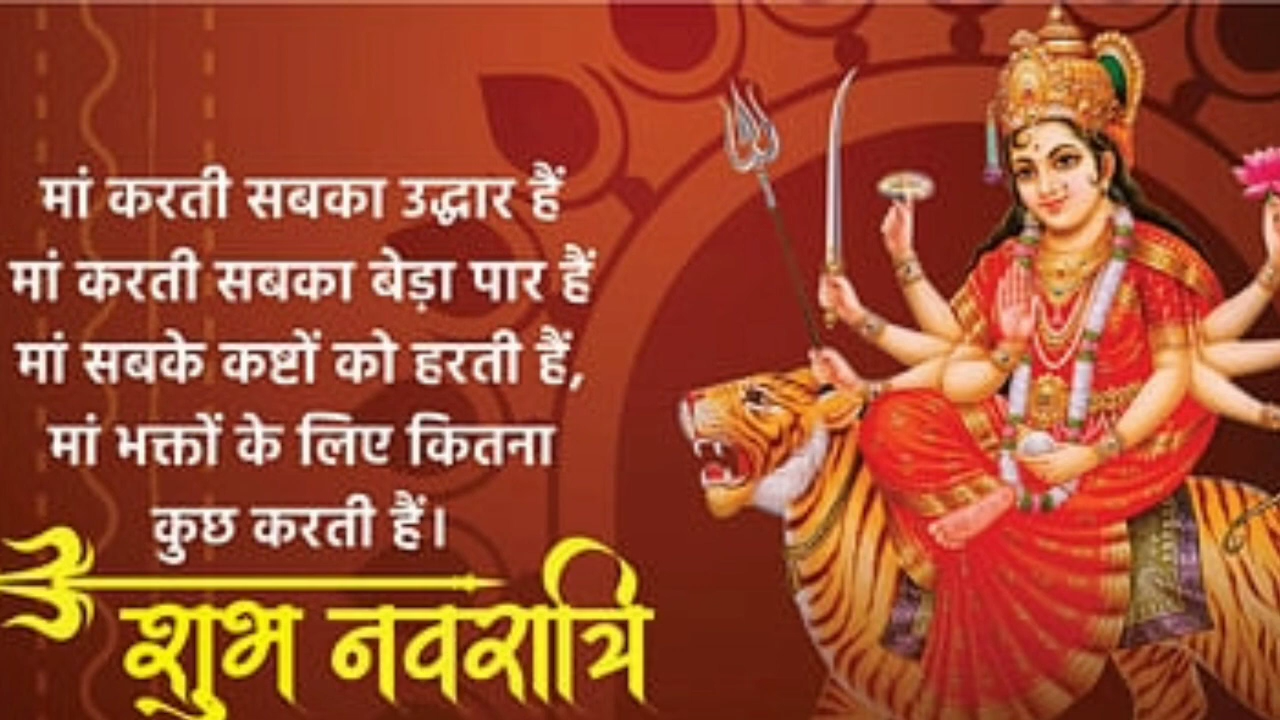 मां करती सबका उद्धार हैं
मां करती सबका बेड़ा पार हैं
मां सबके कष्टों को हरती हैं,
मां भक्तों के लिए कितना
कुछ करती हैं।
शुभ नवरात्रि